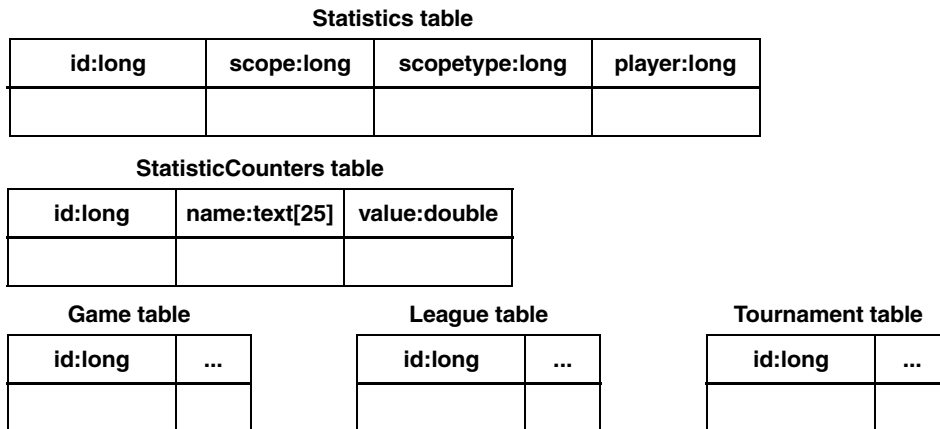 Statistics table
id:long scope:long scopetype:long player:long
StatisticCounters table
id:long name:text[25] value:double
Game table League table Tournament table
id:long ... id:long ... id:long ...